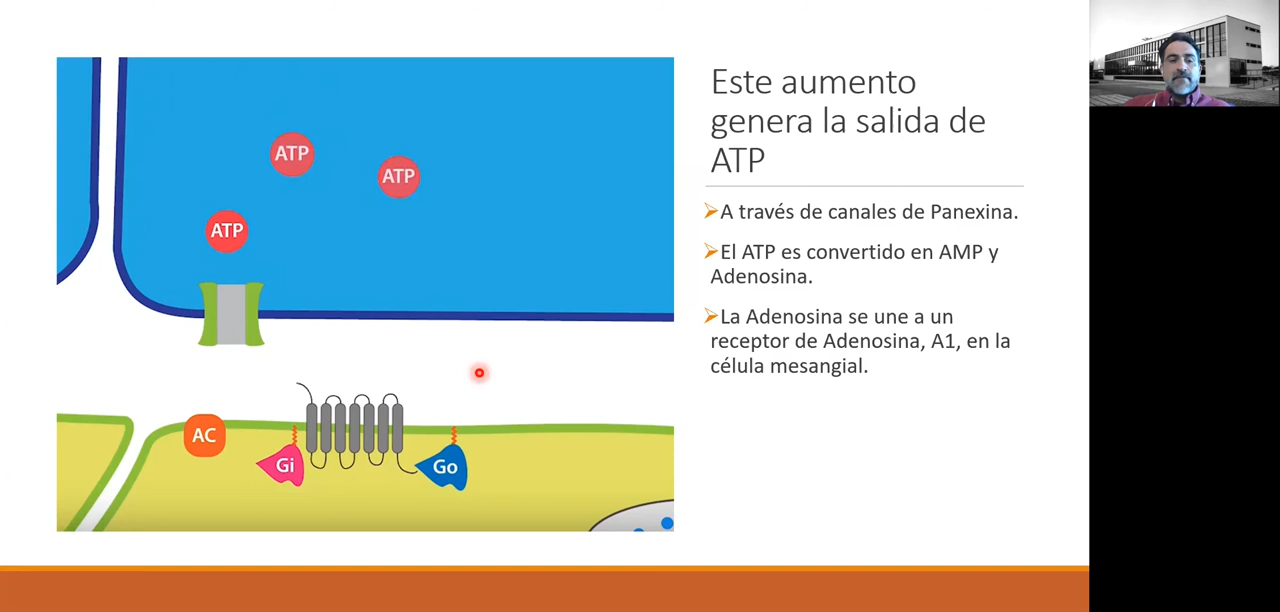 Este aumento
genera la salida de
ATP
A través de canales de Panexina.
El ATP es convertido en AMP y
Adenosina.
La Adenosina se une a un
receptor de Adenosina, A1, en la
célula mesangial.
ATP
ATP
ATP
AC
Gi
Go